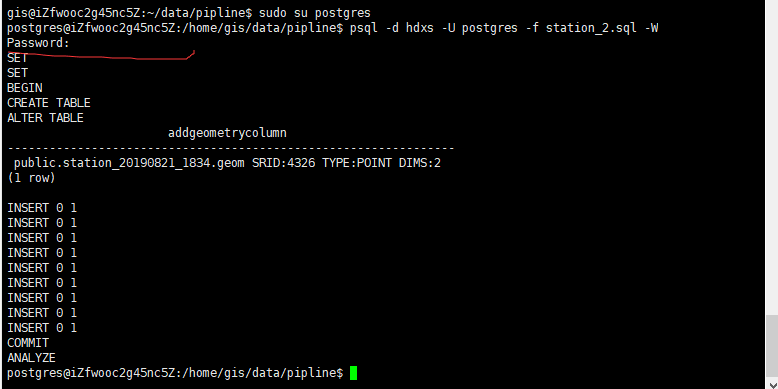 gis@iZfwooc2g45nc5Z:~/data/pipline$ sudo su postgres
postgres@iZfwooc2g45nc5Z:/home/gis/data/pipline$ psql -d hdxs -U postgres -f station_2.sql -W
Password:
SET
SET
BEGIN
CREATE TABLE
ALTER TABLE
addgeometrycolumn
----------------------------------------------------------------
public.station_20190821_1834.geom SRID:4326 TYPE:POINT DIMS:2
(1 row)
INSERT 0 1
INSERT 0 1
INSERT 0 1
INSERT 0 1
INSERT 0 1
INSERT 0 1
INSERT 0 1
INSERT 0 1
INSERT 0 1
COMMIT
ANALYZE
postgres@iZfwooc2g45nc5Z:/home/gis/data/pipline$